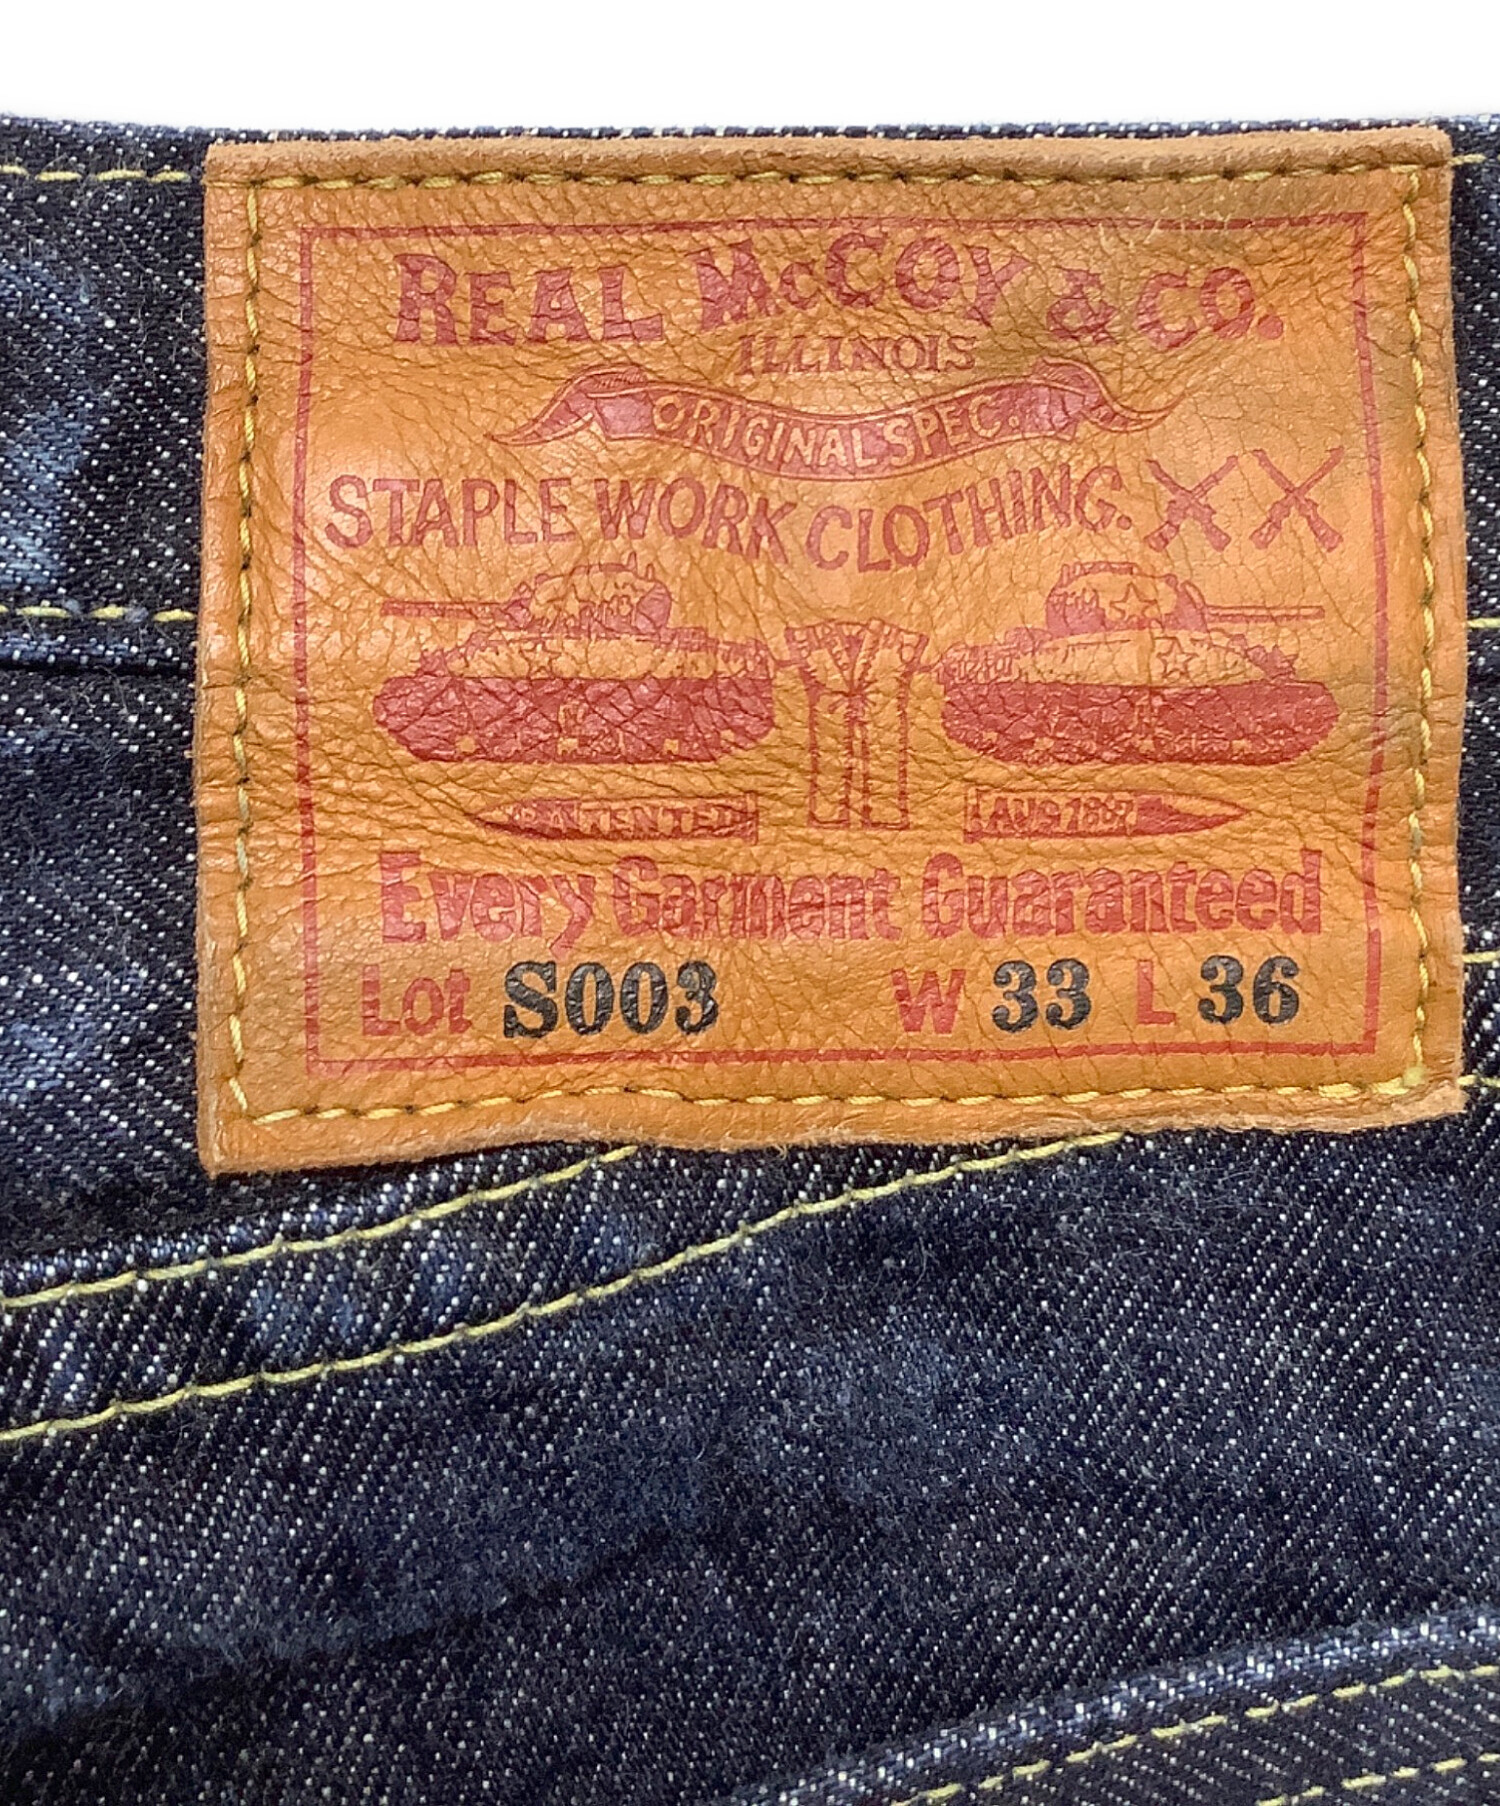 REAL McCOY & CO.
ILLINOIS
ORIGINAL SPEC.
STAPLE WORK CLOTHING. XX
PATENTED AUG 1887
Every Garment Guaranteed
Lot S003 W 33 L 36